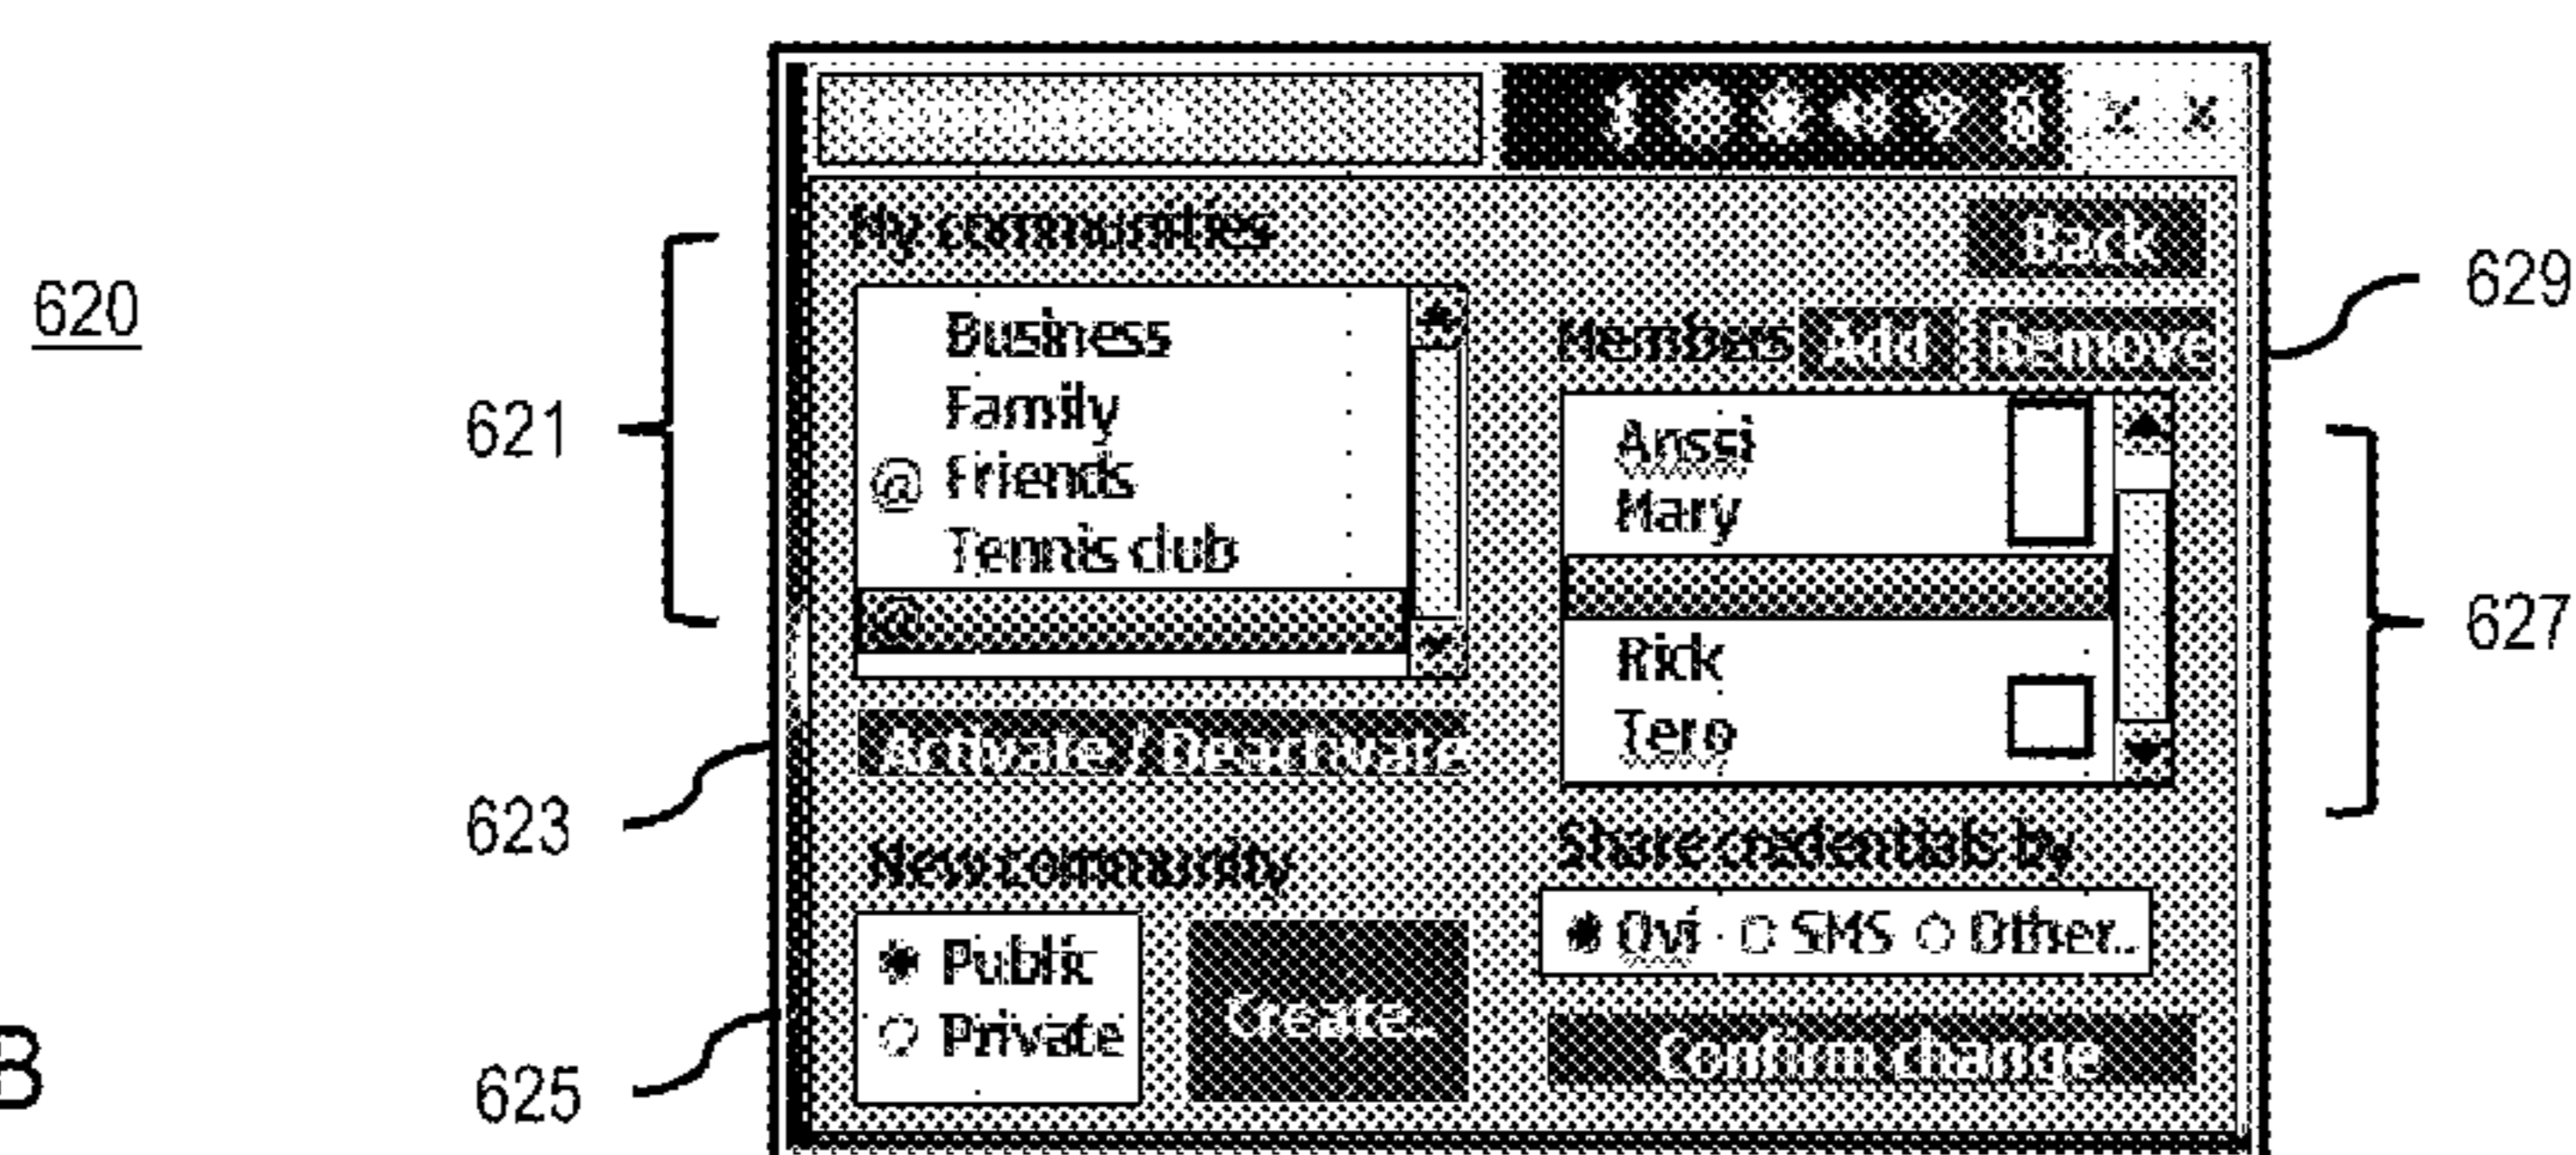 620
621
623
625
B
My communities
Business
Family
@ Friends
Tennis club
@
Activate / Deactivate
New community
Public
Private
Create..
Back
Members Add Remove
Anssi
Mary
Rick
Tero
Share credentials by
Ovi SMS Other..
Confirm change
629
627